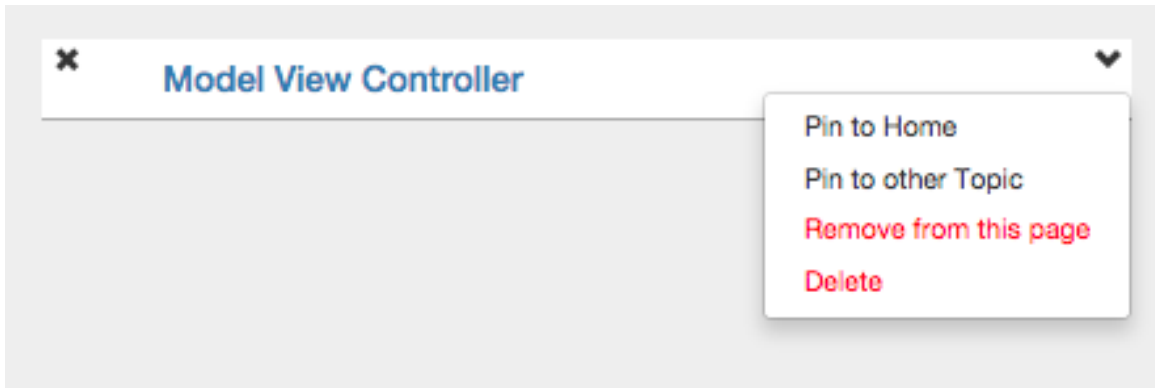 Model View Controller
Pin to Home
Pin to other Topic
Remove from this page
Delete